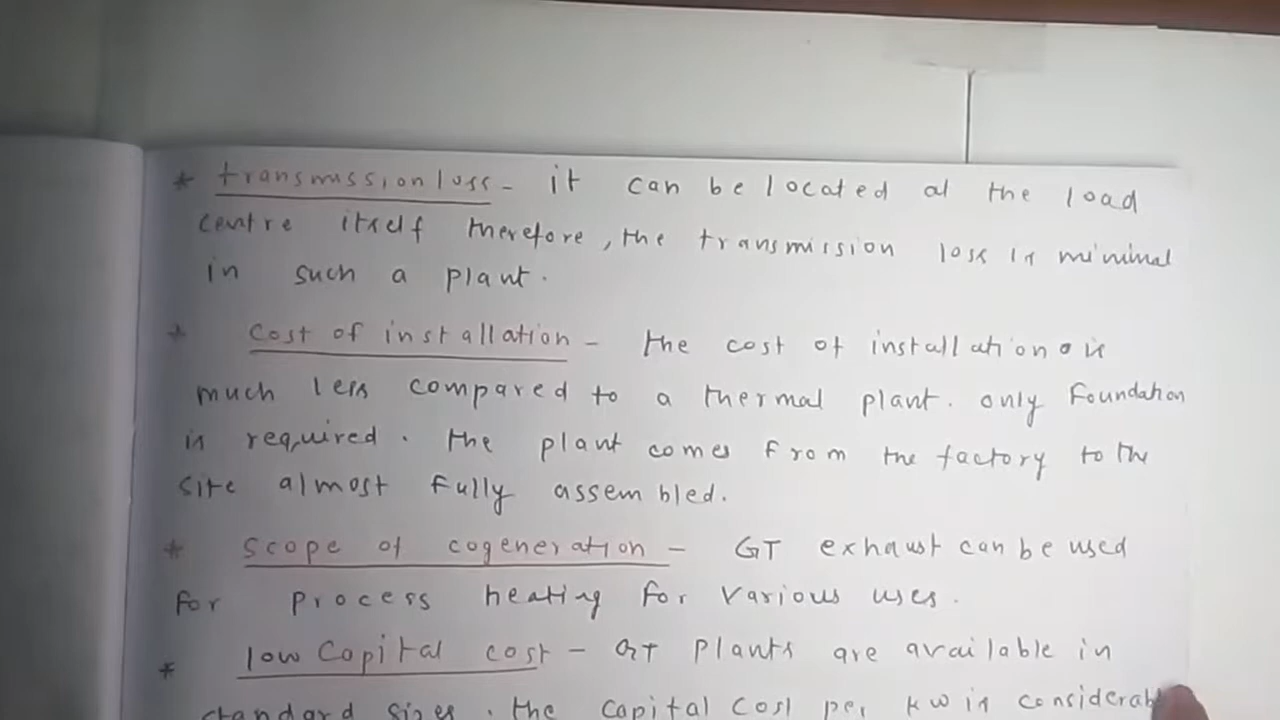 * transmission loss - it can be located at the load
centre itself therefore, the transmission loss is minimal
in such a plant.
* Cost of installation - the cost of installation is
much less compared to a thermal plant. only Foundation
is required. the plant comes from the factory to the
site almost fully assembled.
* Scope of cogeneration - GT exhaust can be used
for process heating for various uses.
* low Capital cost - GT plants are available in
standard sizes. the capital cost per kw is